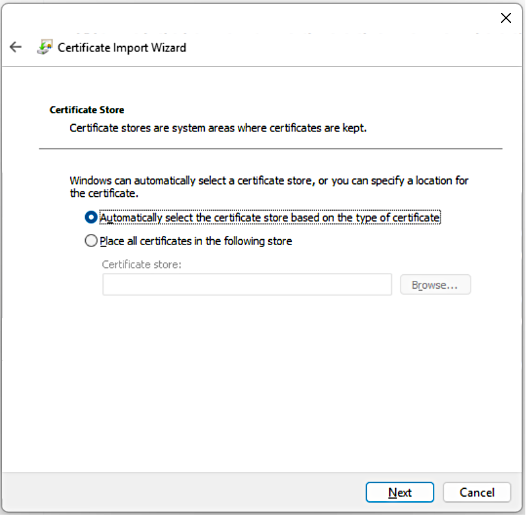 Certificate Import Wizard
Certificate Store
Certificate stores are system areas where certificates are kept.
Windows can automatically select a certificate store, or you can specify a location for
the certificate.
Automatically select the certificate store based on the type of certificate
Place all certificates in the following store
Certificate store:
Browse...
Next
Cancel